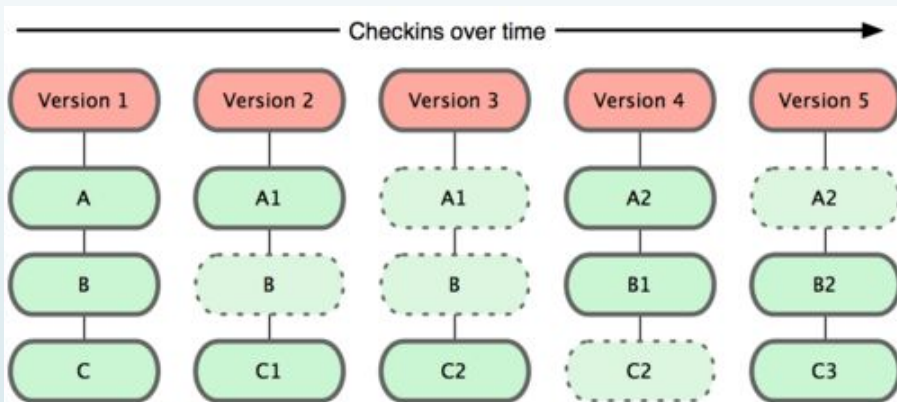 Checkins over time
Version 1 Version 2 Version 3 Version 4 Version 5
A A1 A1 A2 A2
B B B B1 B2
C C1 C2 C2 C3